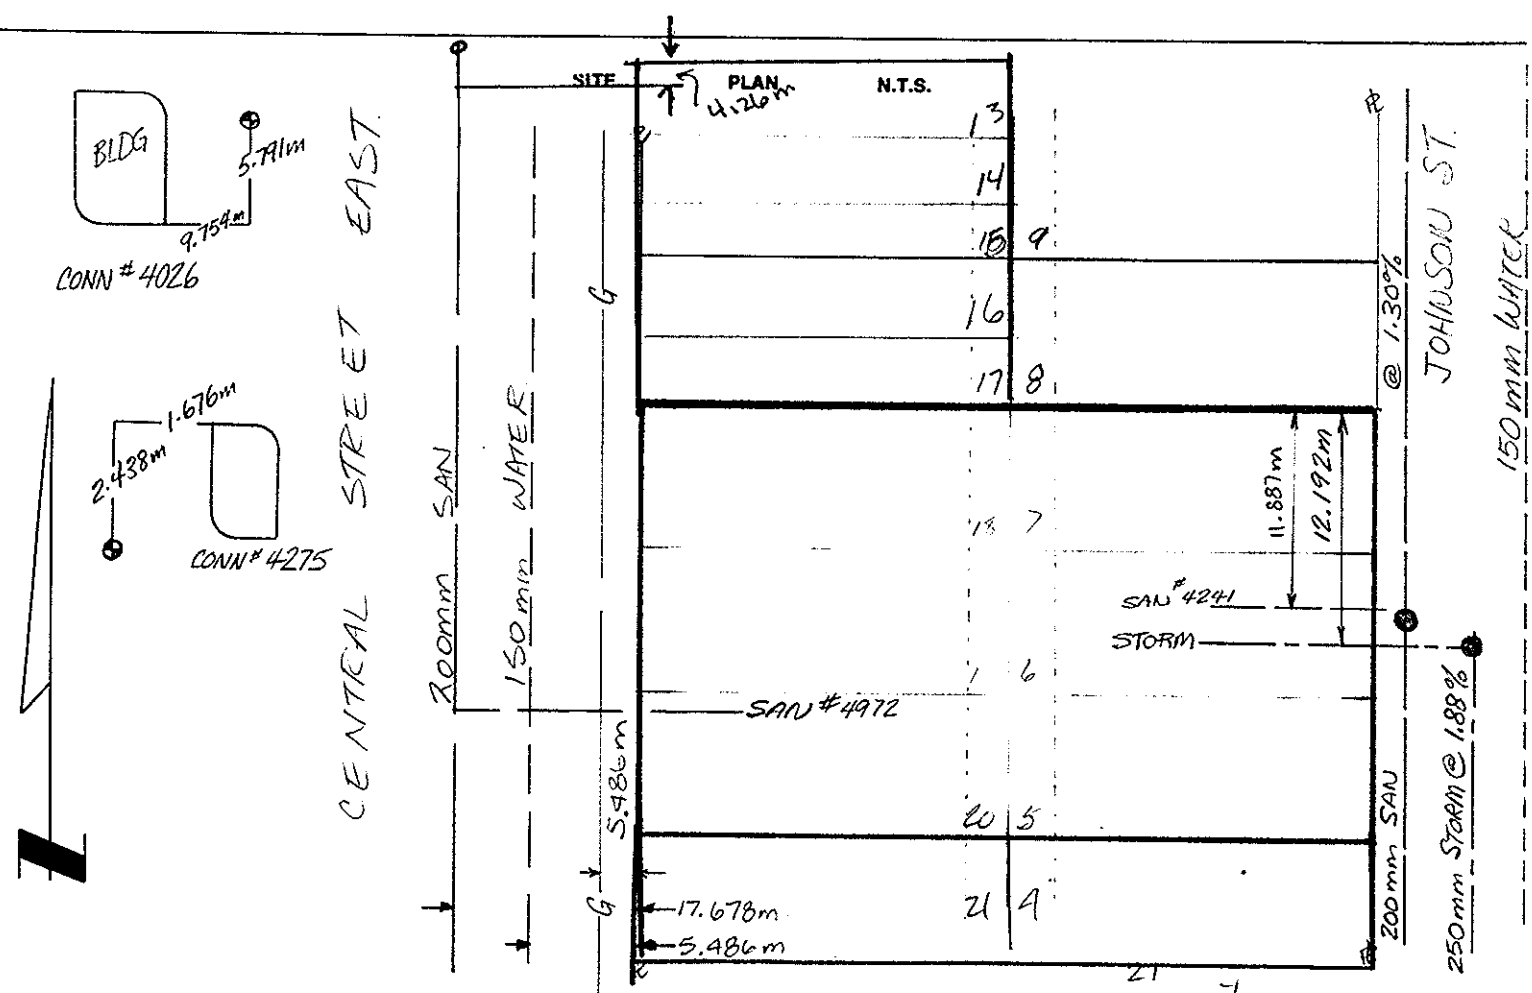 SITE PLAN N.T.S.
4.26m
BLDG
5.791m
9.754m
CONN # 4026
1.676m
2.438m
CONN # 4275
CENTRAL STREET EAST.
200mm SAN
150mm WATER
G
G
13
14
15 9
16
17 8
18 7
6
20 5
21 4
11.887m
12.192m
SAN # 4241
STORM
SAN # 4972
5.486m
17.678m
5.486m
200mm SAN @ 1.30%
JOHNSON ST.
150mm WATER
250mm STORM @ 1.88%
21